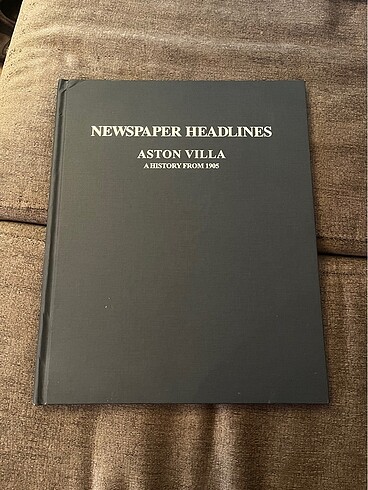 NEWSPAPER HEADLINES
ASTON VILLA
A HISTORY FROM 1905